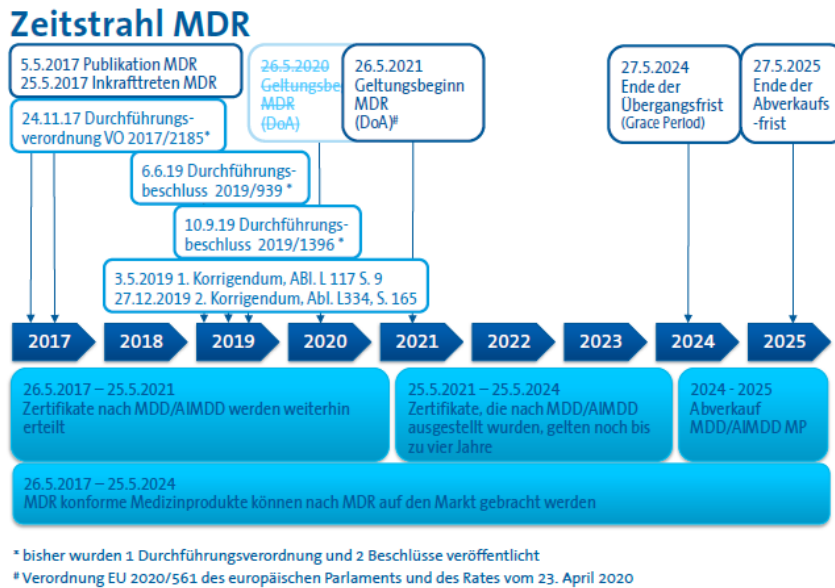 Zeitstrahl MDR
5.5.2017 Publikation MDR
25.5.2017 Inkrafttreten MDR
26.5.2020
Geltungsbe
MDR
(DoA)
26.5.2021
Geltungsbeginn
MDR
(DoA)#
27.5.2024
Ende der
Übergangsfrist
(Grace Period)
27.5.2025
Ende der
Abverkaufs
-frist
24.11.17 Durchführungs-
verordnung VO 2017/2185*
6.6.19 Durchführungs-
beschluss 2019/939 *
10.9.19 Durchführungs-
beschluss 2019/1396 *
3.5.2019 1. Korrigendum, ABl. L 117 S. 9
27.12.2019 2. Korrigendum, Abl. L334, S. 165
2017 2018 2019 2020 2021 2022 2023 2024 2025
26.5.2017 – 25.5.2021
Zertifikate nach MDD/AIMDD werden weiterhin
erteilt
25.5.2021 – 25.5.2024
Zertifikate, die nach MDD/AIMDD
ausgestellt wurden, gelten noch bis
zu vier Jahre
2024 - 2025
Abverkauf
MDD/AIMDD MP
26.5.2017 – 25.5.2024
MDR konforme Medizinprodukte können nach MDR auf den Markt gebracht werden
* bisher wurden 1 Durchführungsverordnung und 2 Beschlüsse veröffentlicht
# Verordnung EU 2020/561 des europäischen Parlaments und des Rates vom 23. April 2020